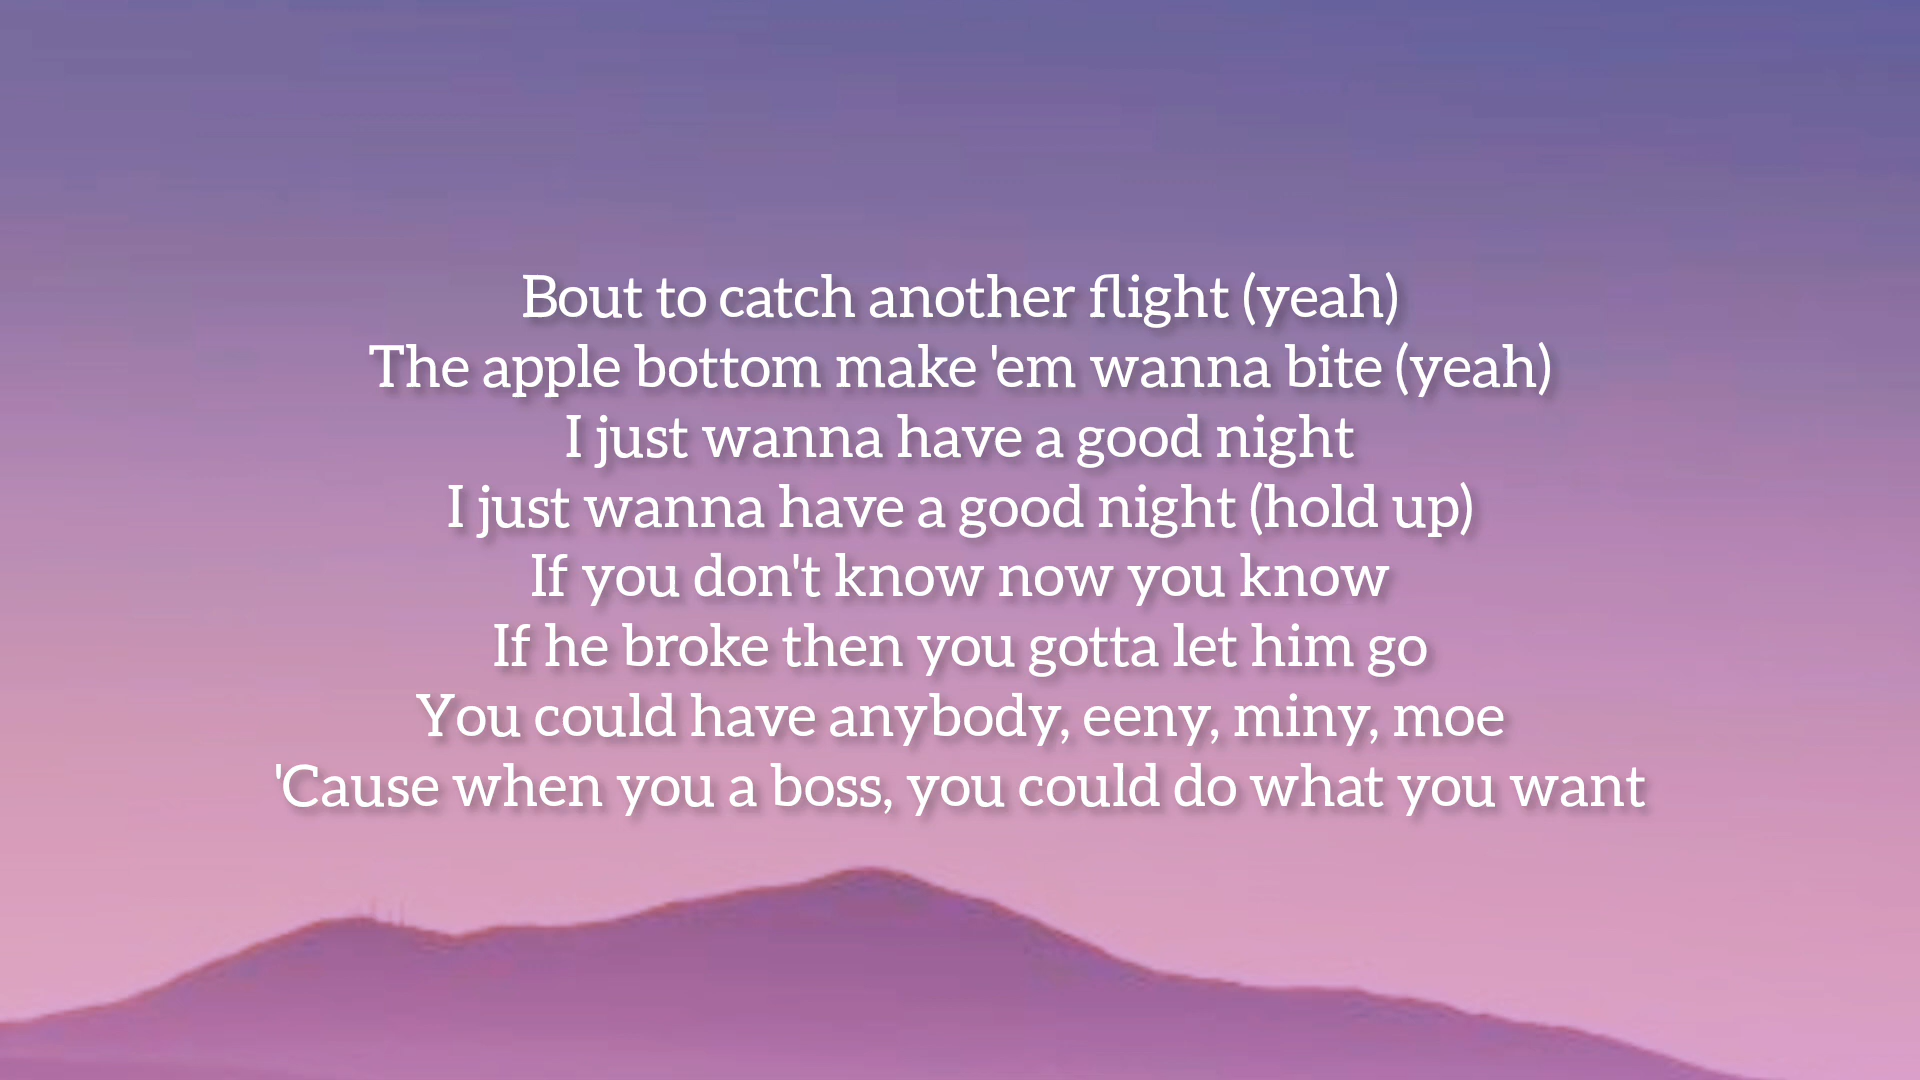 Bout to catch another flight (yeah)
The apple bottom make 'em wanna bite (yeah)
I just wanna have a good night
I just wanna have a good night (hold up)
If you don't know now you know
If he broke then you gotta let him go
You could have anybody, eeny, miny, moe
'Cause when you a boss, you could do what you want